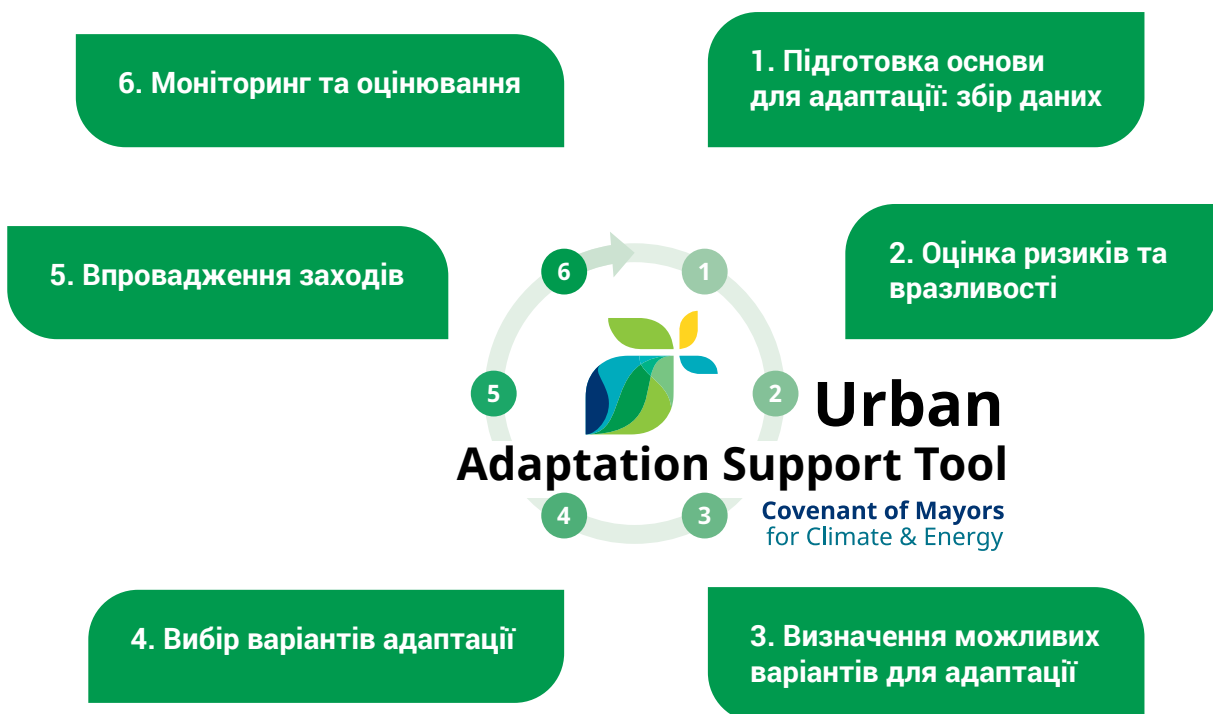 6. Моніторинг та оцінювання
1. Підготовка основи
для адаптації: збір даних
5. Впровадження заходів
2. Оцінка ризиків та
вразливості
6
1
5
2
Urban
Adaptation Support Tool
4
3
Covenant of Mayors
for Climate & Energy
4. Вибір варіантів адаптації
3. Визначення можливих
варіантів для адаптації